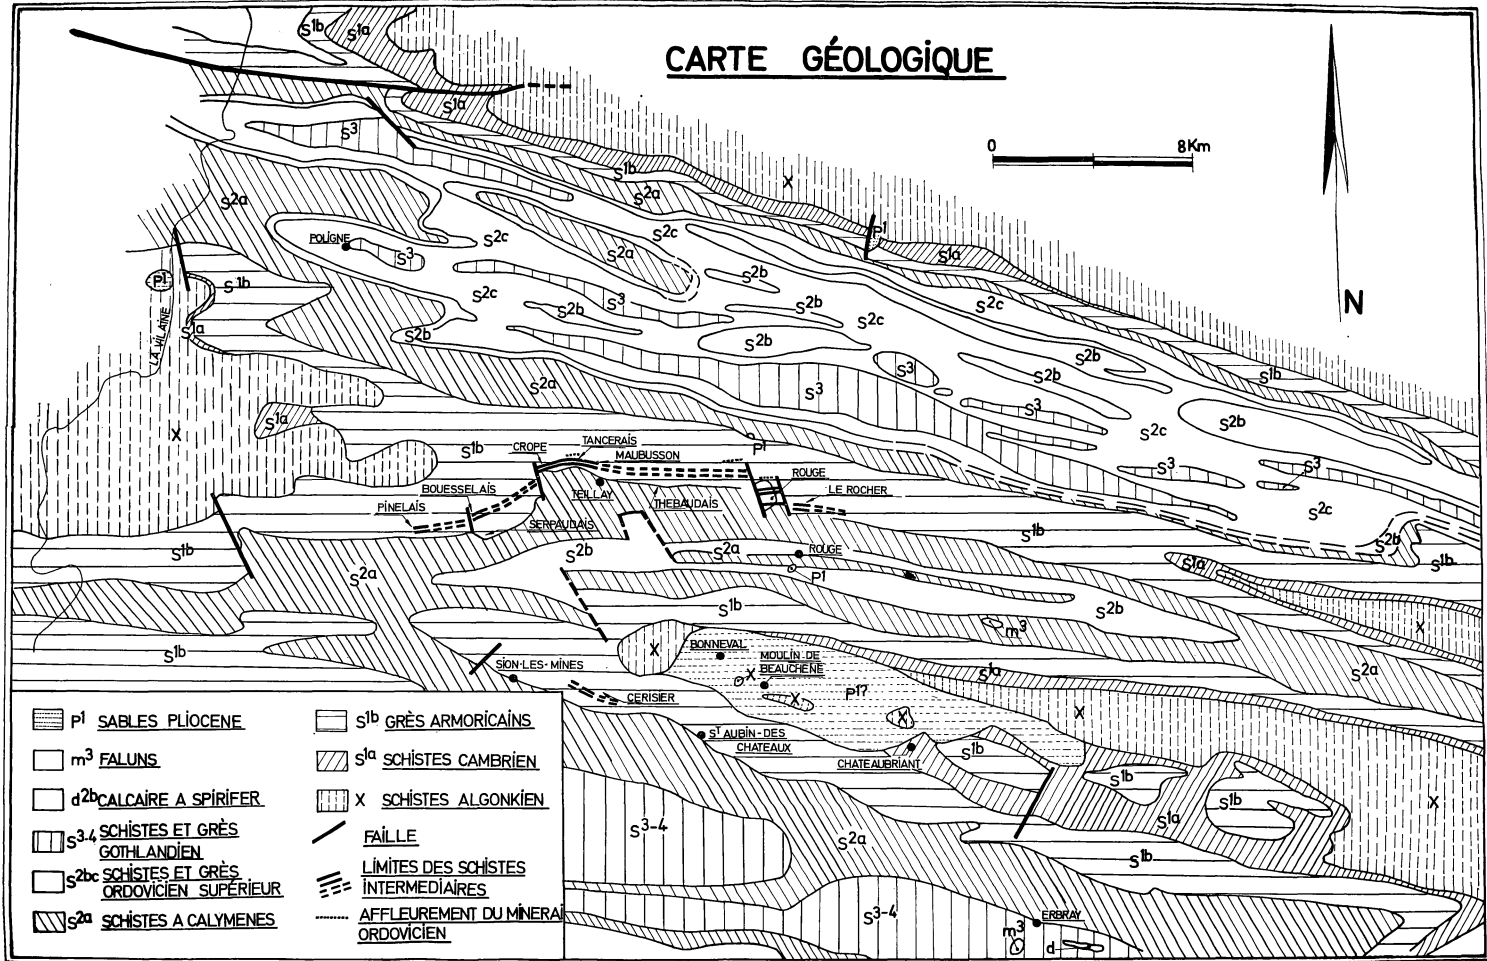 CARTE GÉOLOGIQUE
0 8Km
N
S1b
S1a
S1a
S3
S1b
S2a
X
P1
S1a
S2a
POLIGNE
S3
S2c
S2a
S2c
S2b
S2c
S2b
S2c
P1
S1b
S1a
LA VILAINE
S2c
S2b
S3
S2b
S2b
S2b
S3
S2b
S2b
S1b
S2a
S3
S3
S2b
S2c
X
S1a
S1b
CROPE
TANCERAIS
MAUBUSSON
P1
ROUGE
LE ROCHER
S3
S3
S2c
BOUESSELAIS
PINELAIS
TEILLAY
THEBAUDAIS
SERPAUDAIS
S1b
S2a
S2b
S2a
ROUGE
P1
S1b
S1a
S2b
S1b
S1b
S1b
S2b
m3
X
SION-LES-MINES
CERISIER
X
BONNEVAL
MOULIN DE
BEAUCHENE
X
X
P1?
X
S1a
X
S2a
ST AUBIN-DES
CHATEAUX
CHATEAUBRIANT
S1b
S1b
S1b
S1a
X
S1b
S3-4
S2a
S3-4
ERBRAY
m3
d
P1 SABLES PLIOCENE
m3 FALUNS
d2b CALCAIRE A SPIRIFER
S3-4 SCHISTES ET GRÈS
GOTHLANDIEN
S2bc SCHISTES ET GRÈS
ORDOVICIEN SUPÉRIEUR
S2a SCHISTES A CALYMENES
S1b GRÈS ARMORICAINS
S1a SCHISTES CAMBRIEN
X SCHISTES ALGONKIEN
FAILLE
LIMITES DES SCHISTES
INTERMEDIAIRES
AFFLEUREMENT DU MINERAI
ORDOVICIEN